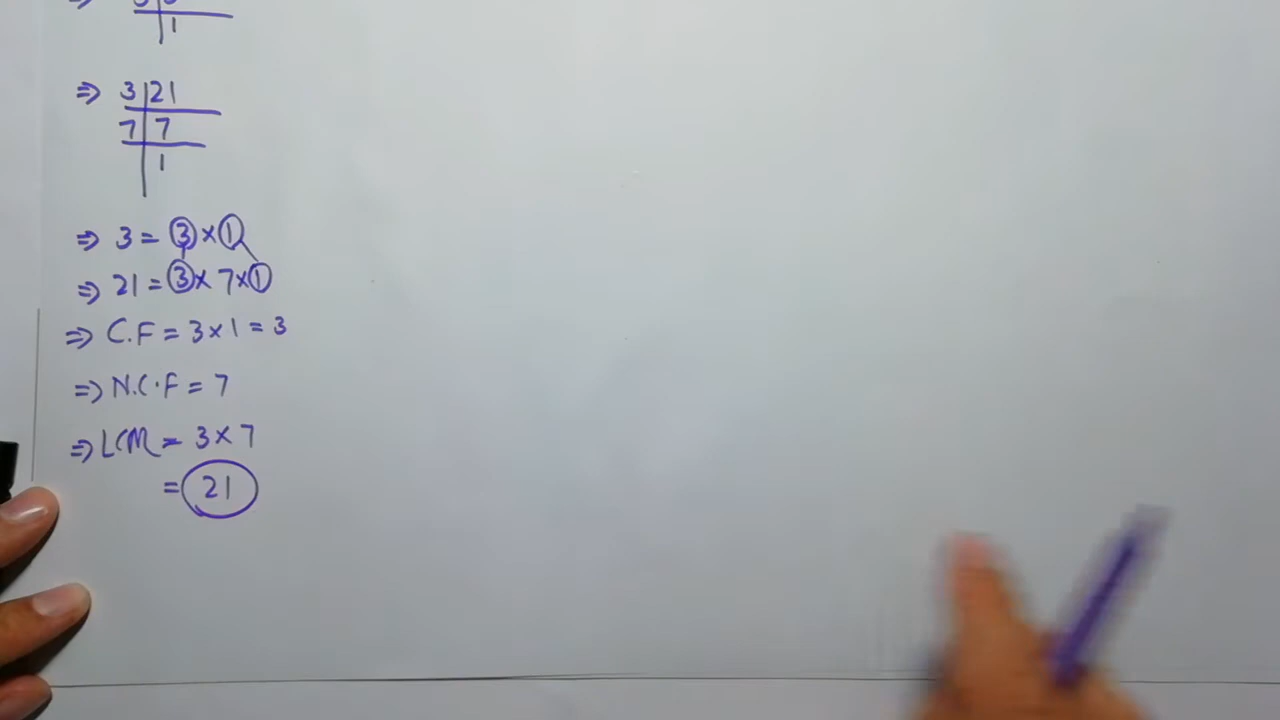 1
⇒ 3 | 21
7 | 7
1
⇒ 3 = 3 × 1
⇒ 21 = 3 × 7 × 1
⇒ C.F = 3 × 1 = 3
⇒ N.C.F = 7
⇒ LCM = 3 × 7
= 21